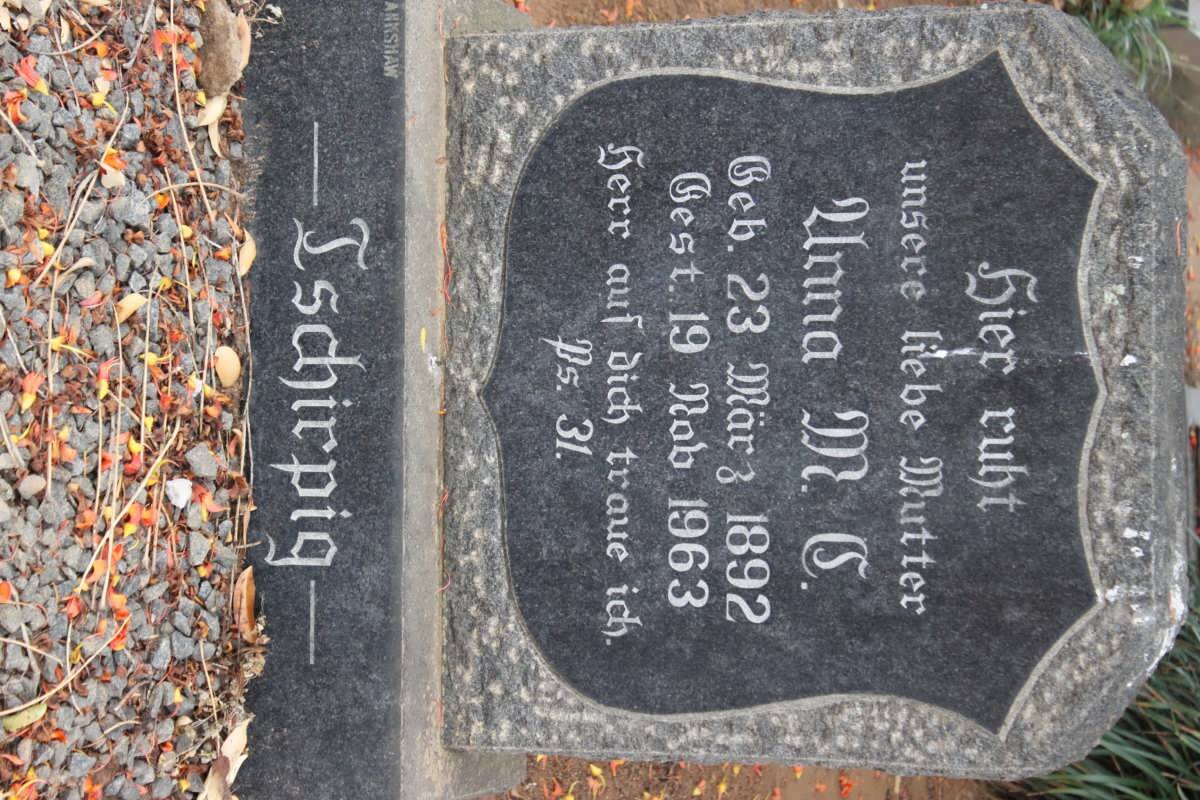 Hier ruht
unsere liebe Mutter
Anna M. C.
Geb. 23 März 1892
Gest. 19 Nov 1963
Herr auf dich traue ich.
Ps. 31.
— Tschirpig —